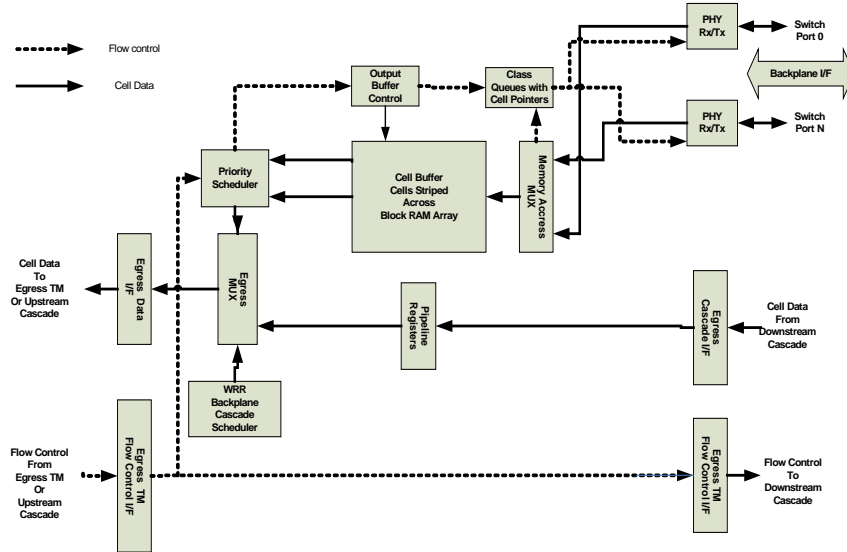 Flow control
Cell Data
Output
Buffer
Control
Class
Queues with
Cell Pointers
PHY
Rx/Tx
Switch
Port 0
Backplane I/F
PHY
Rx/Tx
Switch
Port N
Priority
Scheduler
Cell Buffer
Cells Striped
Across
Block RAM Array
Memory Access
MUX
Cell Data
To
Egress TM
Or Upstream
Cascade
Egress Data
I/F
Egress
MUX
Pipeline
Registers
Egress
Cascade I/F
Cell Data
From
Downstream
Cascade
WRR
Backplane
Cascade
Scheduler
Flow Control
From
Egress TM
Or
Upstream
Cascade
Egress TM
Flow Control I/F
Egress TM
Flow Control I/F
Flow Control
To
Downstream
Cascade